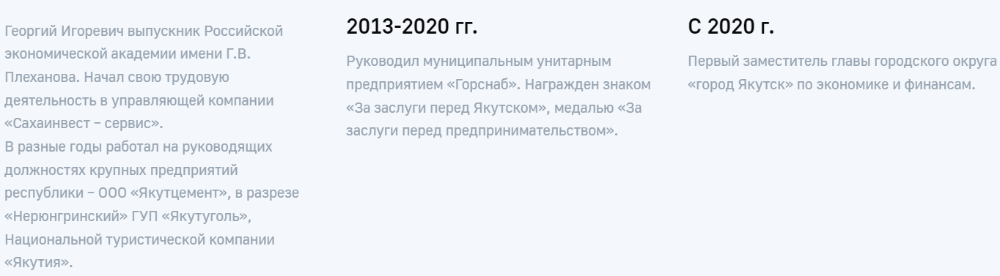 Георгий Игоревич выпускник Российской
экономической академии имени Г.В.
Плеханова. Начал свою трудовую
деятельность в управляющей компании
«Сахаинвест – сервис».
В разные годы работал на руководящих
должностях крупных предприятий
республики – ООО «Якутцемент», в разрезе
«Нерюнгринский» ГУП «Якутуголь»,
Национальной туристической компании
«Якутия».
2013-2020 гг.
Руководил муниципальным унитарным
предприятием «Горснаб». Награжден знаком
«За заслуги перед Якутском», медалью «За
заслуги перед предпринимательством».
С 2020 г.
Первый заместитель главы городского округа
«город Якутск» по экономике и финансам.